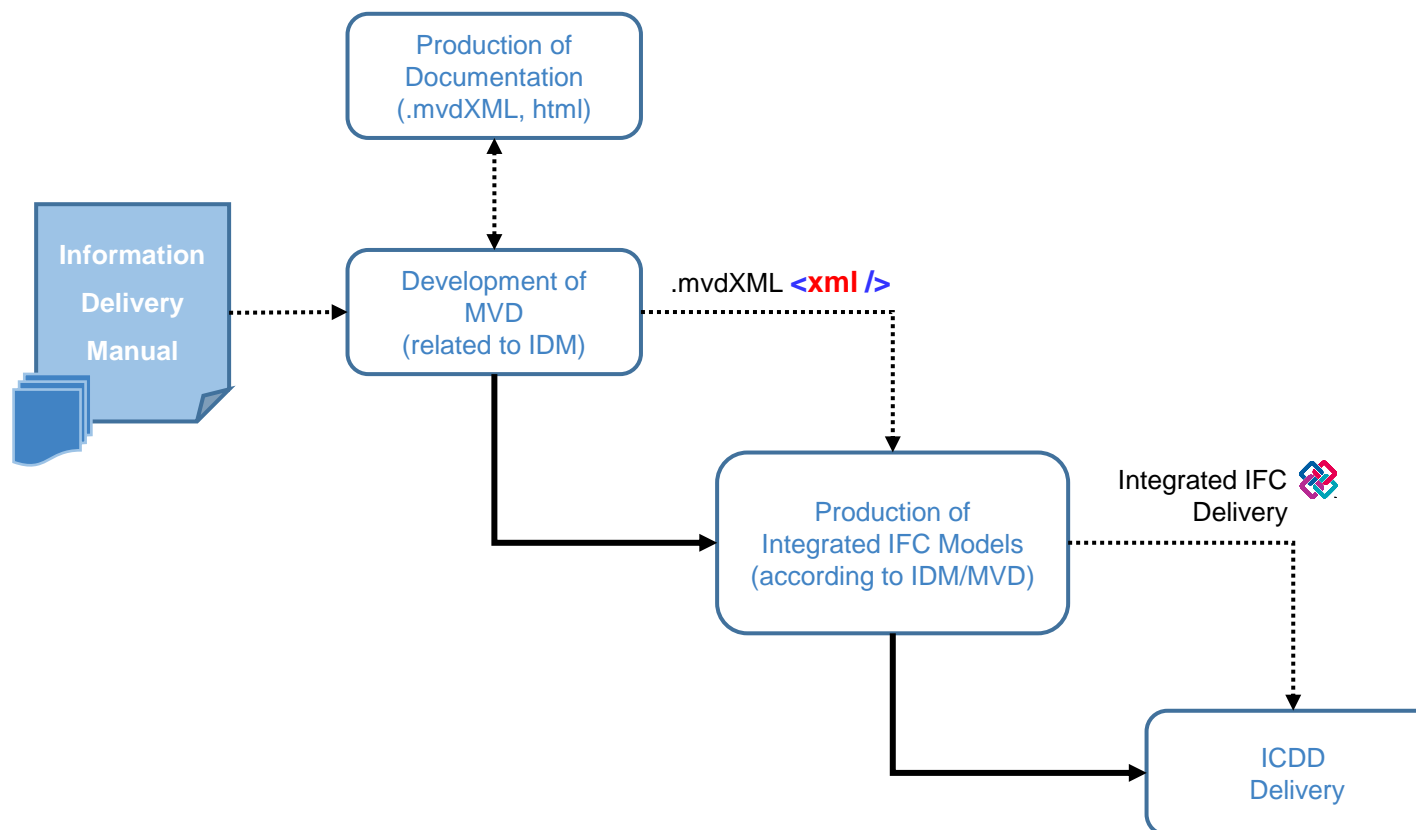 Production of
Documentation
(.mvdXML, html)
Information
Delivery
Manual
Development of
MVD
(related to IDM)
.mvdXML <xml />
Production of
Integrated IFC Models
(according to IDM/MVD)
Integrated IFC
Delivery
ICDD
Delivery